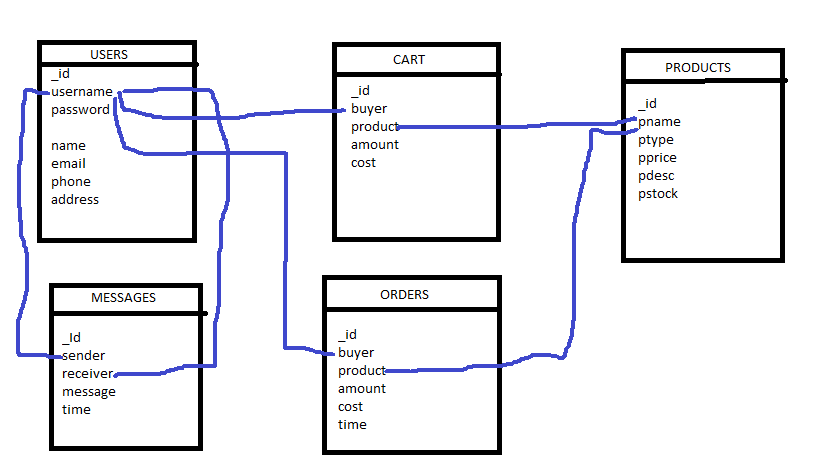 USERS
_id
username
password
name
email
phone
address
CART
_id
buyer
product
amount
cost
PRODUCTS
_id
pname
ptype
pprice
pdesc
pstock
MESSAGES
_Id
sender
receiver
message
time
ORDERS
_id
buyer
product
amount
cost
time